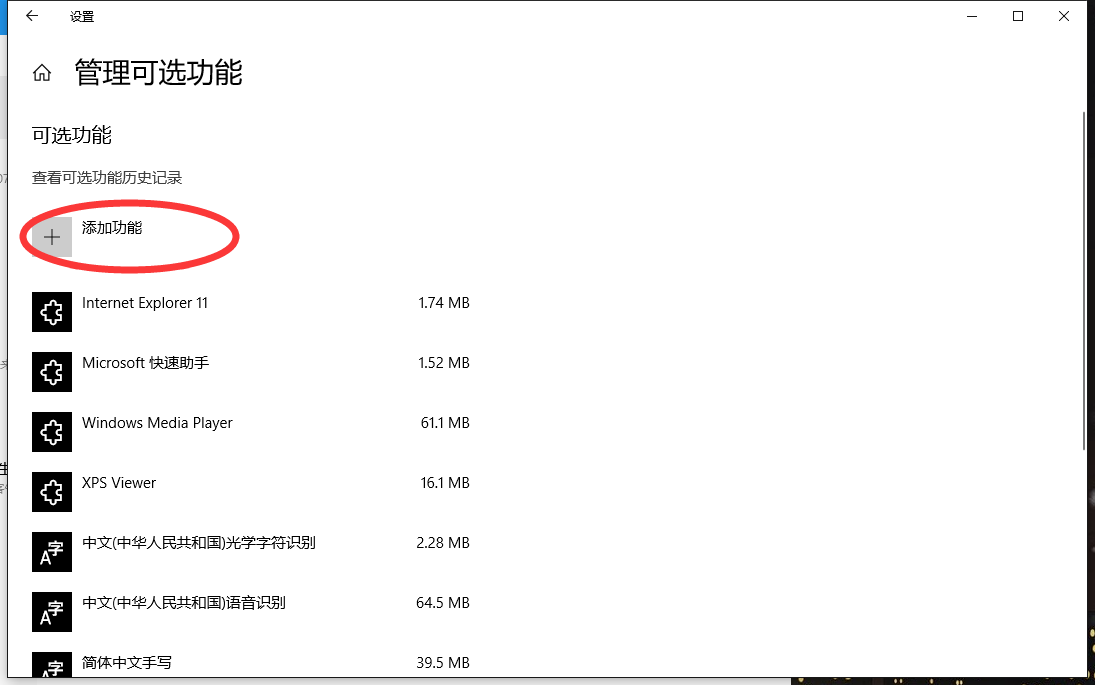 设置
管理可选功能
可选功能
查看可选功能历史记录
添加功能
Internet Explorer 11 1.74 MB
Microsoft 快速助手 1.52 MB
Windows Media Player 61.1 MB
XPS Viewer 16.1 MB
中文(中华人民共和国)光学字符识别 2.28 MB
中文(中华人民共和国)语音识别 64.5 MB
简体中文手写 39.5 MB